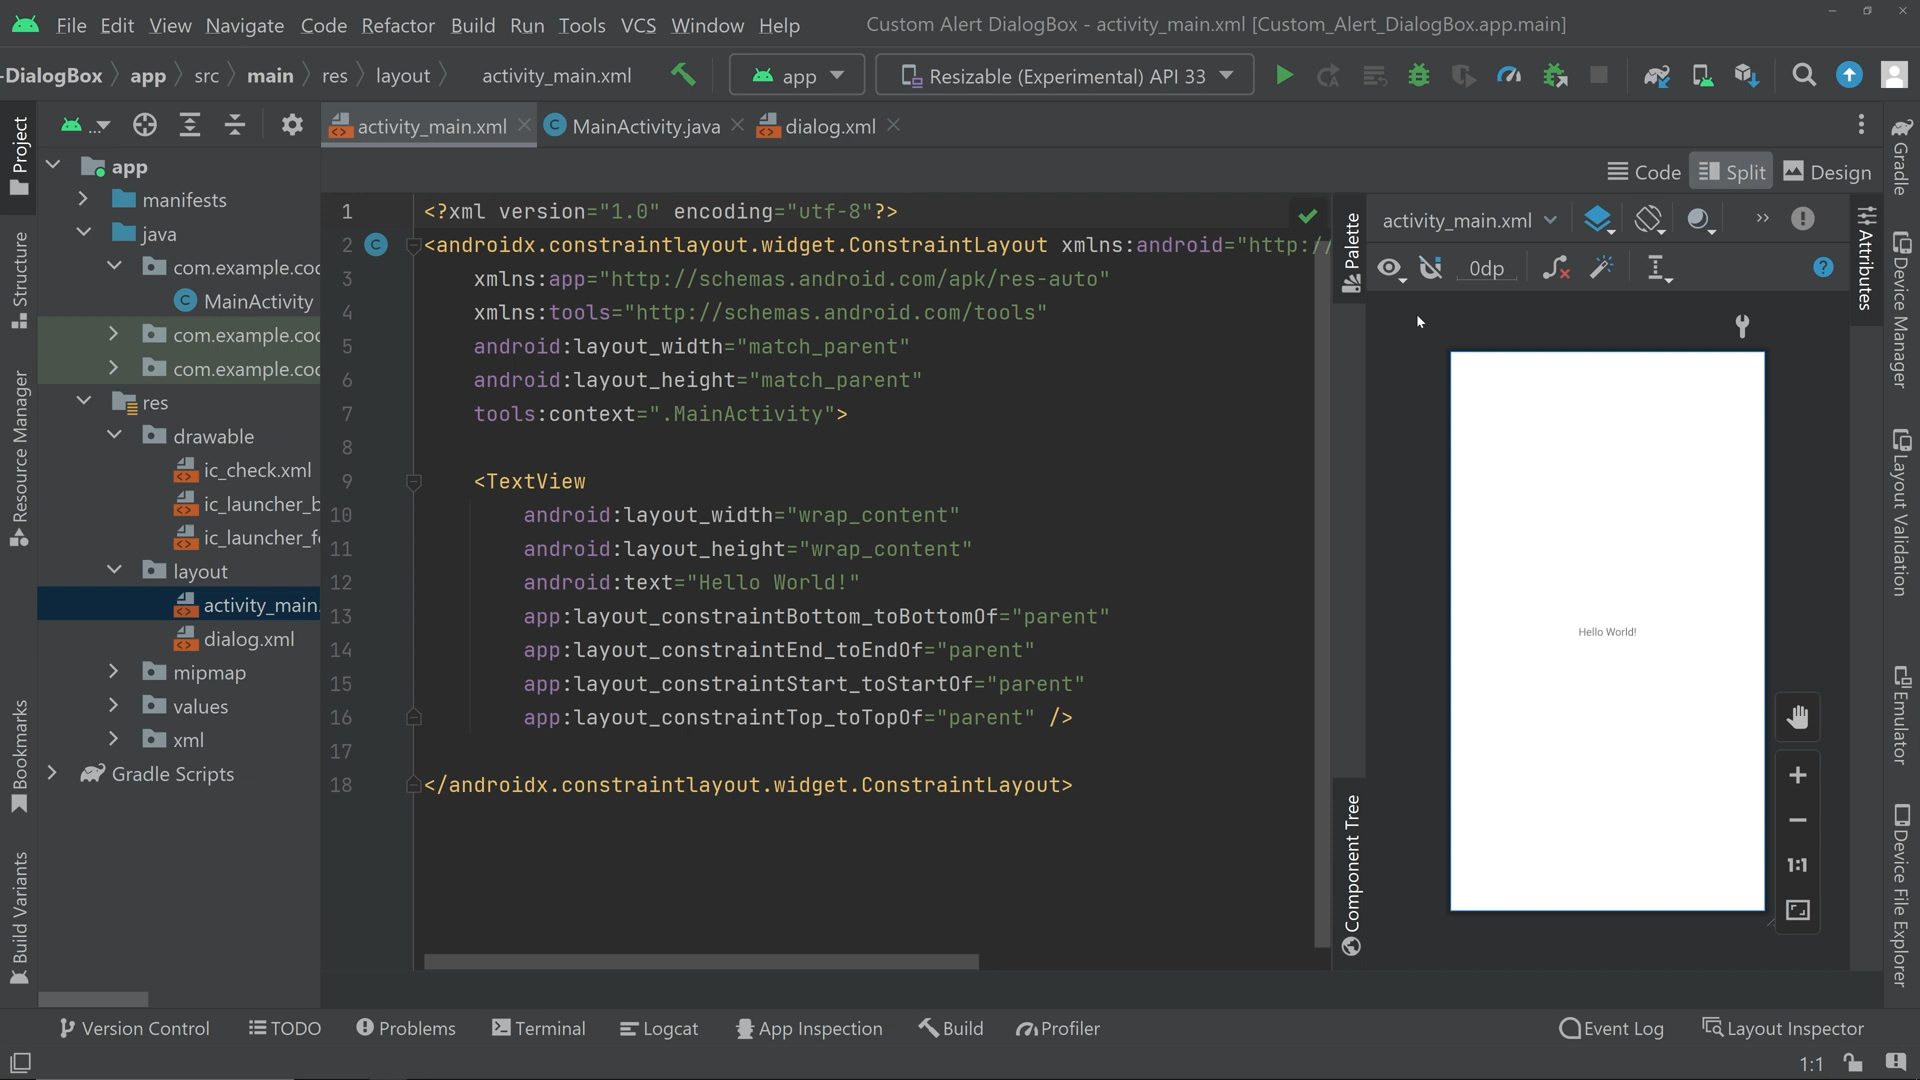 File Edit View Navigate Code Refactor Build Run Tools VCS Window Help Custom Alert DialogBox - activity_main.xml [Custom_Alert_DialogBox.app.main]
-DialogBox app src main res layout activity_main.xml app Resizable (Experimental) API 33
... activity_main.xml MainActivity.java dialog.xml
Code Split Design
Project
Structure
Resource Manager
Bookmarks
Build Variants
app
manifests
java
com.example.coo
MainActivity
com.example.coo
com.example.coo
res
drawable
ic_check.xml
ic_launcher_b
ic_launcher_fo
layout
activity_main.
dialog.xml
mipmap
values
xml
Gradle Scripts
1 <?xml version="1.0" encoding="utf-8"?>
2 C <androidx.constraintlayout.widget.ConstraintLayout xmlns:android="http://
3 xmlns:app="http://schemas.android.com/apk/res-auto"
4 xmlns:tools="http://schemas.android.com/tools"
5 android:layout_width="match_parent"
6 android:layout_height="match_parent"
7 tools:context=".MainActivity">
8
9 <TextView
10 android:layout_width="wrap_content"
11 android:layout_height="wrap_content"
12 android:text="Hello World!"
13 app:layout_constraintBottom_toBottomOf="parent"
14 app:layout_constraintEnd_toEndOf="parent"
15 app:layout_constraintStart_toStartOf="parent"
16 app:layout_constraintTop_toTopOf="parent" />
17
18 </androidx.constraintlayout.widget.ConstraintLayout>
Palette
Component Tree
activity_main.xml
0dp
Hello World!
1:1
Attributes
Gradle
Device Manager
Layout Validation
Emulator
Device File Explorer
Version Control TODO Problems Terminal Logcat App Inspection Build Profiler Event Log Layout Inspector
1:1